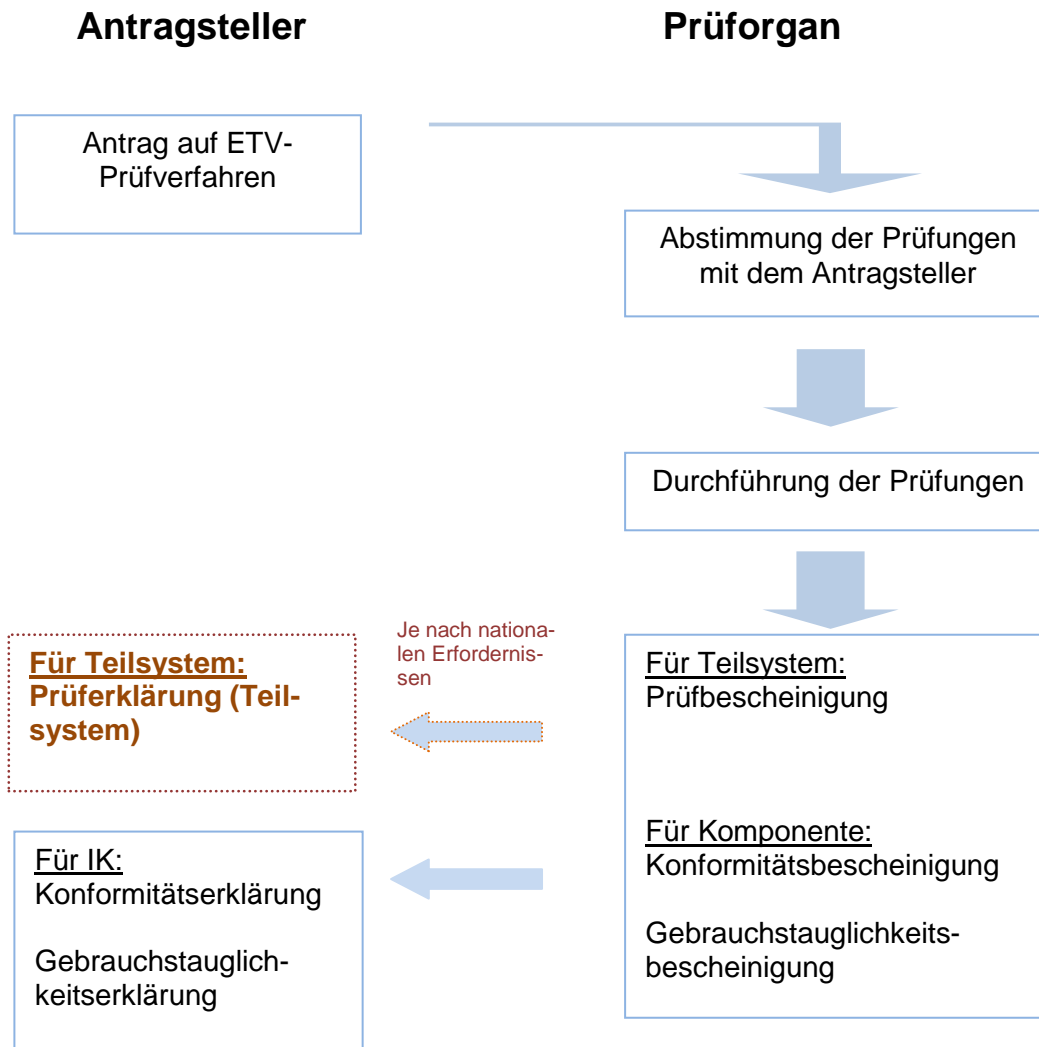 Antragsteller
Prüforgan
Antrag auf ETV-
Prüfverfahren
Abstimmung der Prüfungen
mit dem Antragsteller
Durchführung der Prüfungen
Für Teilsystem:
Prüferklärung (Teil-
system)
Je nach nationa-
len Erfordernis-
sen
Für Teilsystem:
Prüfbescheinigung
Für Komponente:
Konformitätsbescheinigung
Gebrauchstauglichkeits-
bescheinigung
Für IK:
Konformitätserklärung
Gebrauchstauglich-
keitserklärung